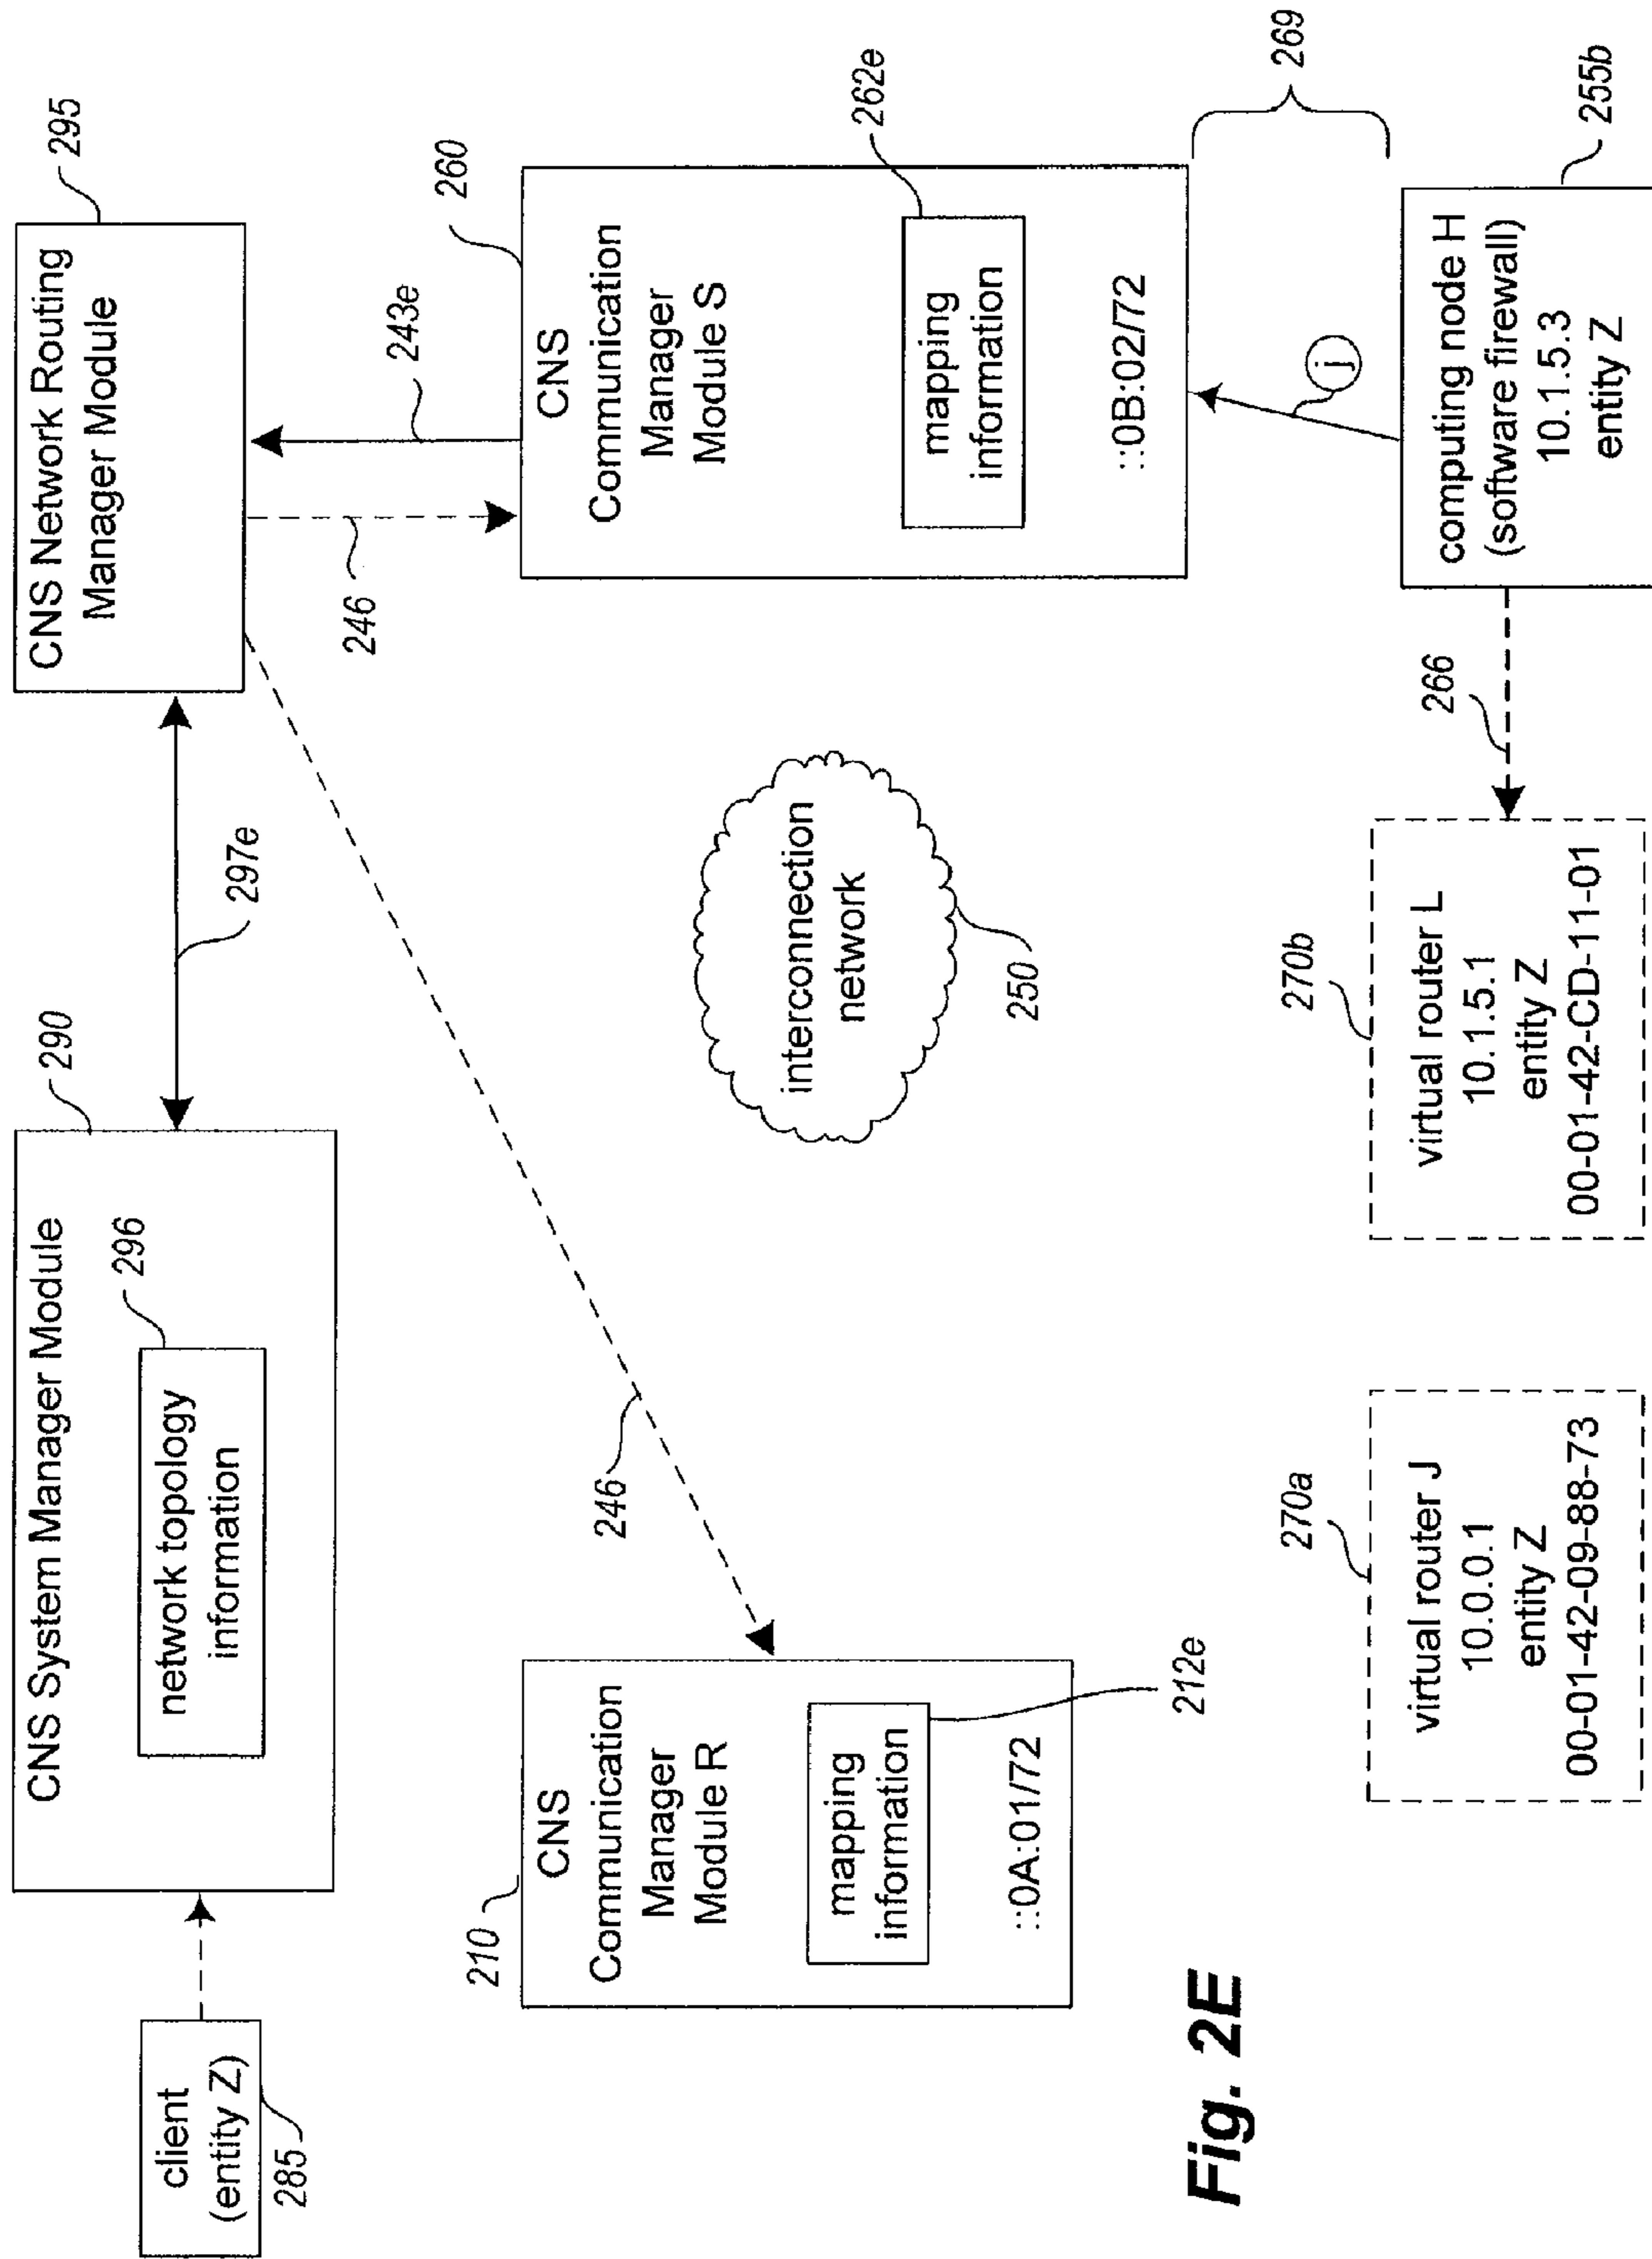 client
(entity Z)
285
CNS System Manager Module
290
network topology
information
296
297e
CNS Network Routing
Manager Module
295
246
243e
246
210
CNS
Communication
Manager
Module R
mapping
information
::0A:01/72
212e
interconnection
network
250
260
CNS
Communication
Manager
Module S
mapping
information
262e
::0B:02/72
269
j
270a
virtual router J
10.0.0.1
entity Z
00-01-42-09-88-73
270b
virtual router L
10.1.5.1
entity Z
00-01-42-CD-11-01
266
computing node H
(software firewall)
10.1.5.3
entity Z
255b
Fig. 2E